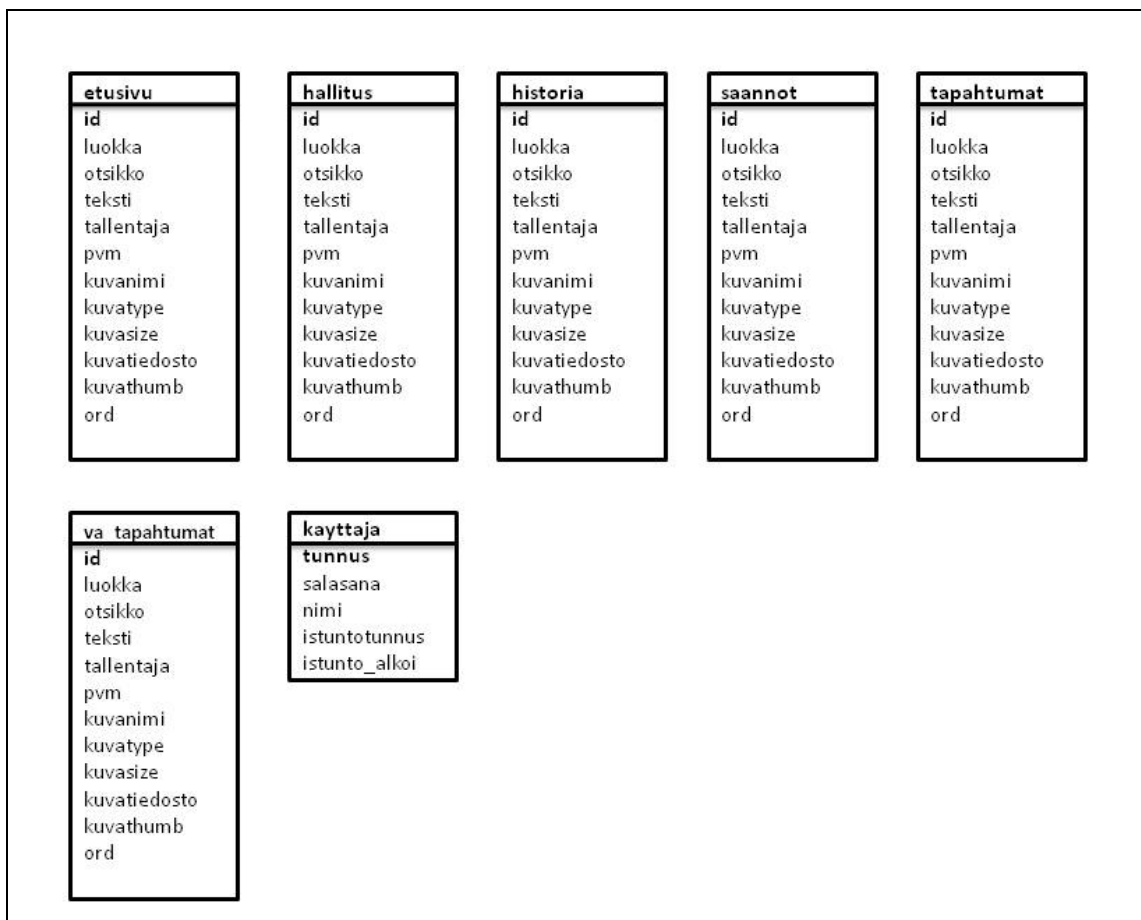 etusivu
id
luokka
otsikko
teksti
tallentaja
pvm
kuvanimi
kuvatype
kuvasize
kuvatiedosto
kuvathumb
ord
hallitus
id
luokka
otsikko
teksti
tallentaja
pvm
kuvanimi
kuvatype
kuvasize
kuvatiedosto
kuvathumb
ord
historia
id
luokka
otsikko
teksti
tallentaja
pvm
kuvanimi
kuvatype
kuvasize
kuvatiedosto
kuvathumb
ord
saannot
id
luokka
otsikko
teksti
tallentaja
pvm
kuvanimi
kuvatype
kuvasize
kuvatiedosto
kuvathumb
ord
tapahtumat
id
luokka
otsikko
teksti
tallentaja
pvm
kuvanimi
kuvatype
kuvasize
kuvatiedosto
kuvathumb
ord
va_tapahtumat
id
luokka
otsikko
teksti
tallentaja
pvm
kuvanimi
kuvatype
kuvasize
kuvatiedosto
kuvathumb
ord
kayttaja
tunnus
salasana
nimi
istuntotunnus
istunto_alkoi